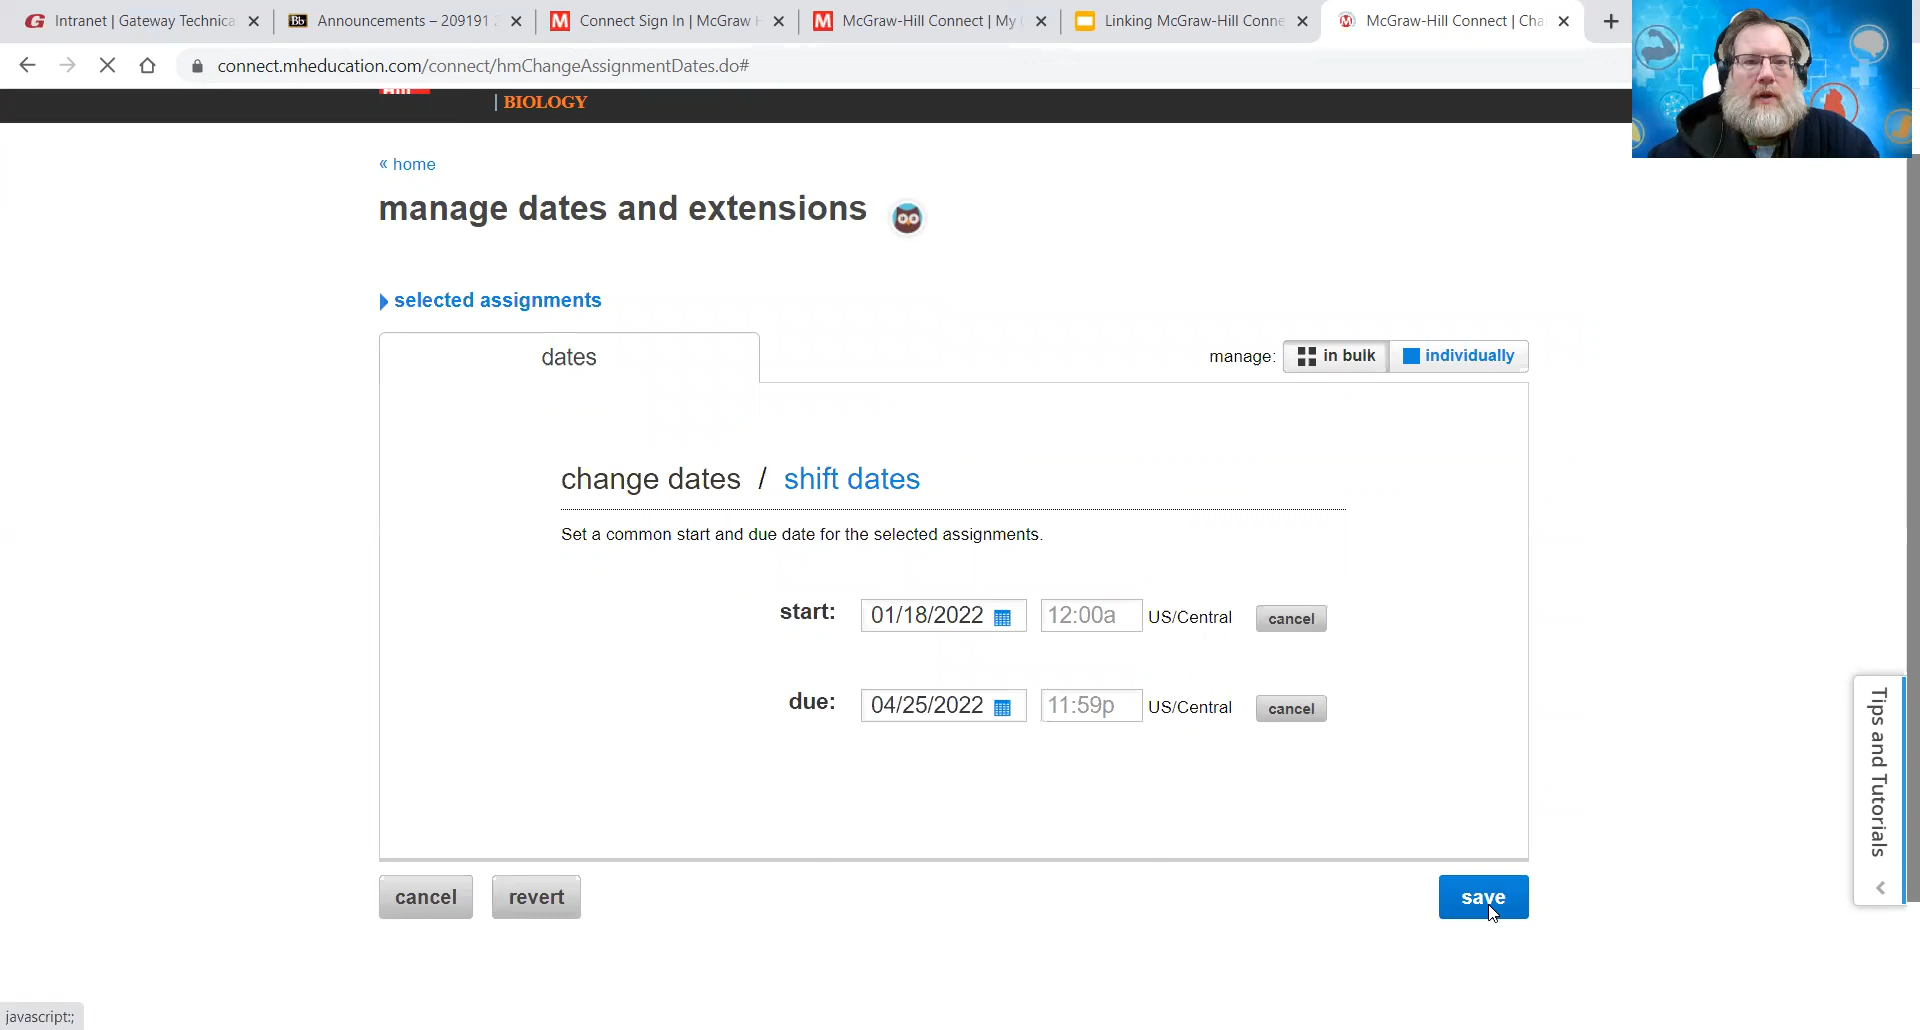 Intranet | Gateway Technica
Bb Announcements – 209191
Connect Sign In | McGraw
McGraw-Hill Connect | My
Linking McGraw-Hill Conne
McGraw-Hill Connect | Cha
connect.mheducation.com/connect/hmChangeAssignmentDates.do#
| BIOLOGY
« home
manage dates and extensions
selected assignments
dates
manage: in bulk individually
change dates / shift dates
Set a common start and due date for the selected assignments.
start: 01/18/2022 12:00a US/Central cancel
due: 04/25/2022 11:59p US/Central cancel
cancel revert save
Tips and Tutorials
javascript:;